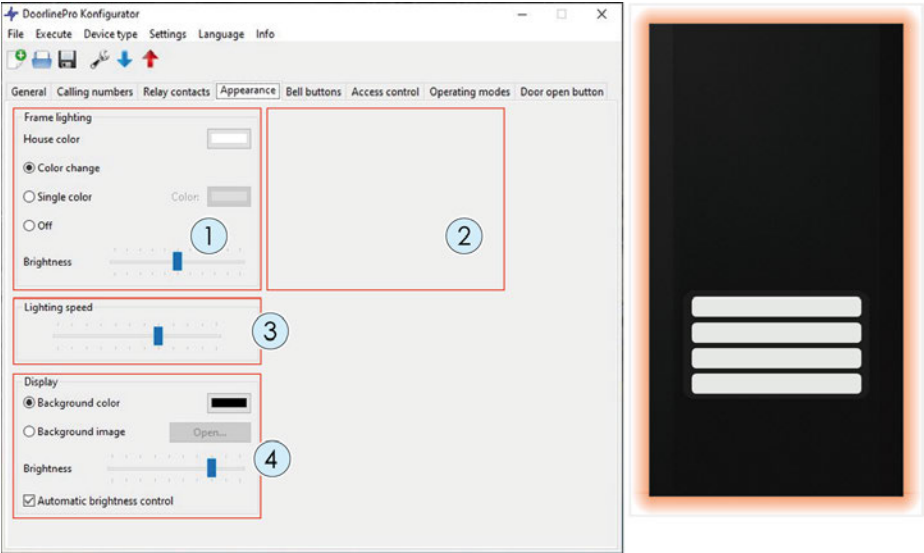 DoorlinePro Konfigurator
File Execute Device type Settings Language Info
General Calling numbers Relay contacts Appearance Bell buttons Access control Operating modes Door open button
Frame lighting
House color
Color change
Single color Color:
Off
1
2
Brightness
Lighting speed
3
Display
Background color
Background image Open...
4
Brightness
Automatic brightness control